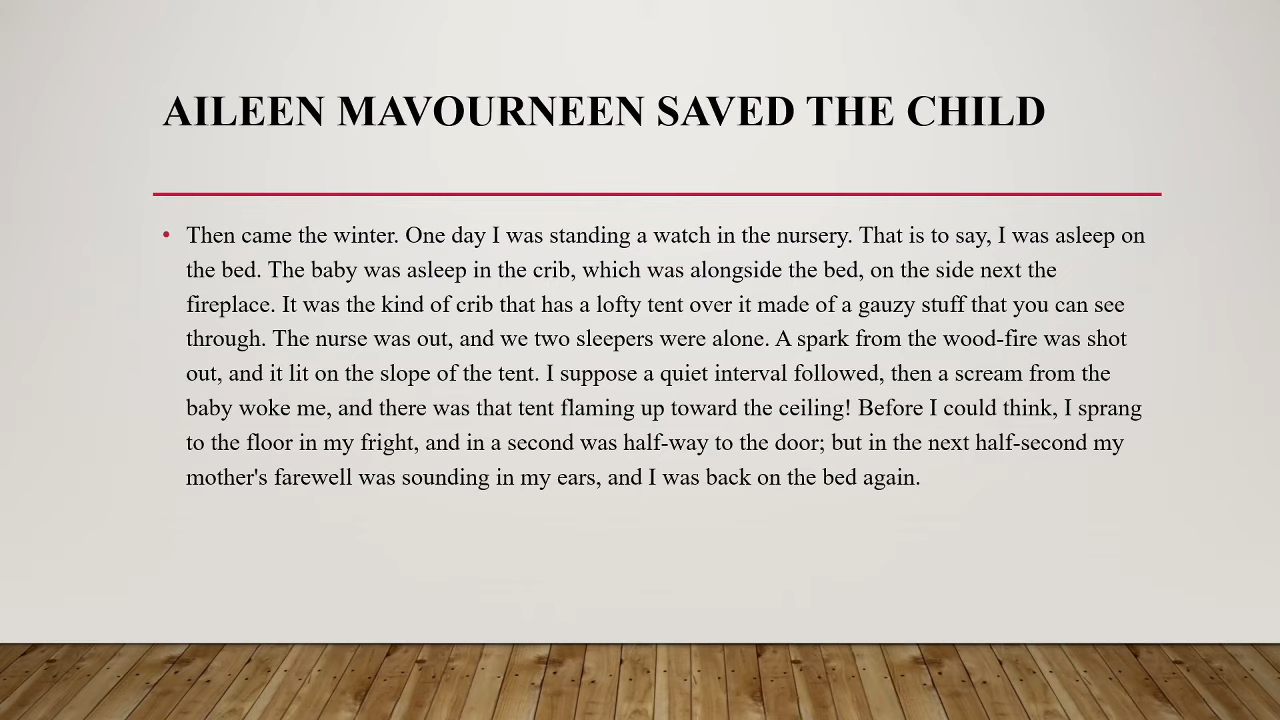 AILEEN MAVOURNEEN SAVED THE CHILD
• Then came the winter. One day I was standing a watch in the nursery. That is to say, I was asleep on
the bed. The baby was asleep in the crib, which was alongside the bed, on the side next the
fireplace. It was the kind of crib that has a lofty tent over it made of a gauzy stuff that you can see
through. The nurse was out, and we two sleepers were alone. A spark from the wood-fire was shot
out, and it lit on the slope of the tent. I suppose a quiet interval followed, then a scream from the
baby woke me, and there was that tent flaming up toward the ceiling! Before I could think, I sprang
to the floor in my fright, and in a second was half-way to the door; but in the next half-second my
mother's farewell was sounding in my ears, and I was back on the bed again.